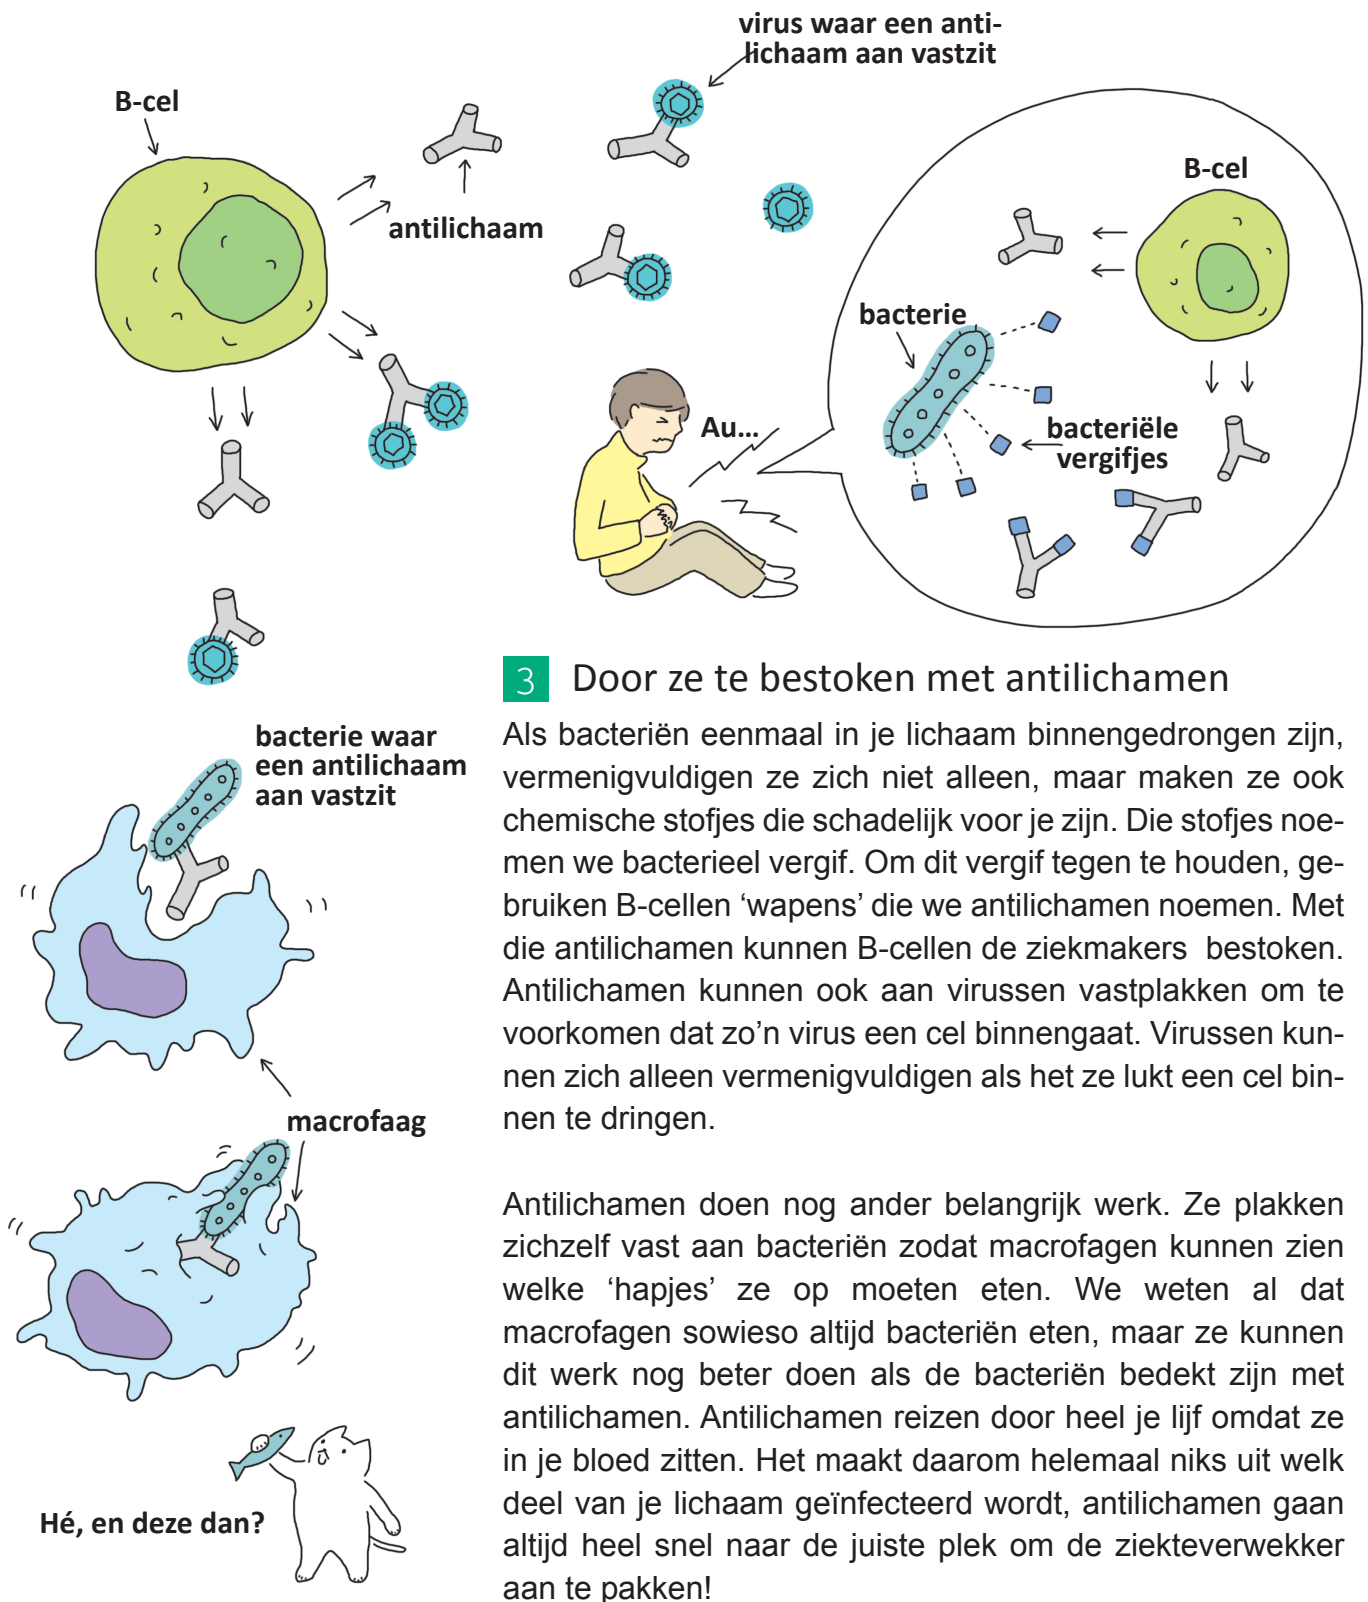 virus waar een anti-
lichaam aan vastzit
B-cel
antilichaam
B-cel
bacterie
Au...
bacteriële
vergifjes
3 Door ze te bestoken met antilichamen
bacterie waar
een antilichaam
aan vastzit
macrofaag
Hé, en deze dan?
Als bacteriën eenmaal in je lichaam binnengedrongen zijn,
vermenigvuldigen ze zich niet alleen, maar maken ze ook
chemische stofjes die schadelijk voor je zijn. Die stofjes noe-
men we bacterieel vergif. Om dit vergif tegen te houden, ge-
bruiken B-cellen ‘wapens’ die we antilichamen noemen. Met
die antilichamen kunnen B-cellen de ziekmakers bestoken.
Antilichamen kunnen ook aan virussen vastplakken om te
voorkomen dat zo’n virus een cel binnengaat. Virussen kun-
nen zich alleen vermenigvuldigen als het ze lukt een cel bin-
nen te dringen.
Antilichamen doen nog ander belangrijk werk. Ze plakken
zichzelf vast aan bacteriën zodat macrofagen kunnen zien
welke ‘hapjes’ ze op moeten eten. We weten al dat
macrofagen sowieso altijd bacteriën eten, maar ze kunnen
dit werk nog beter doen als de bacteriën bedekt zijn met
antilichamen. Antilichamen reizen door heel je lijf omdat ze
in je bloed zitten. Het maakt daarom helemaal niks uit welk
deel van je lichaam geïnfecteerd wordt, antilichamen gaan
altijd heel snel naar de juiste plek om de ziekteverwekker
aan te pakken!